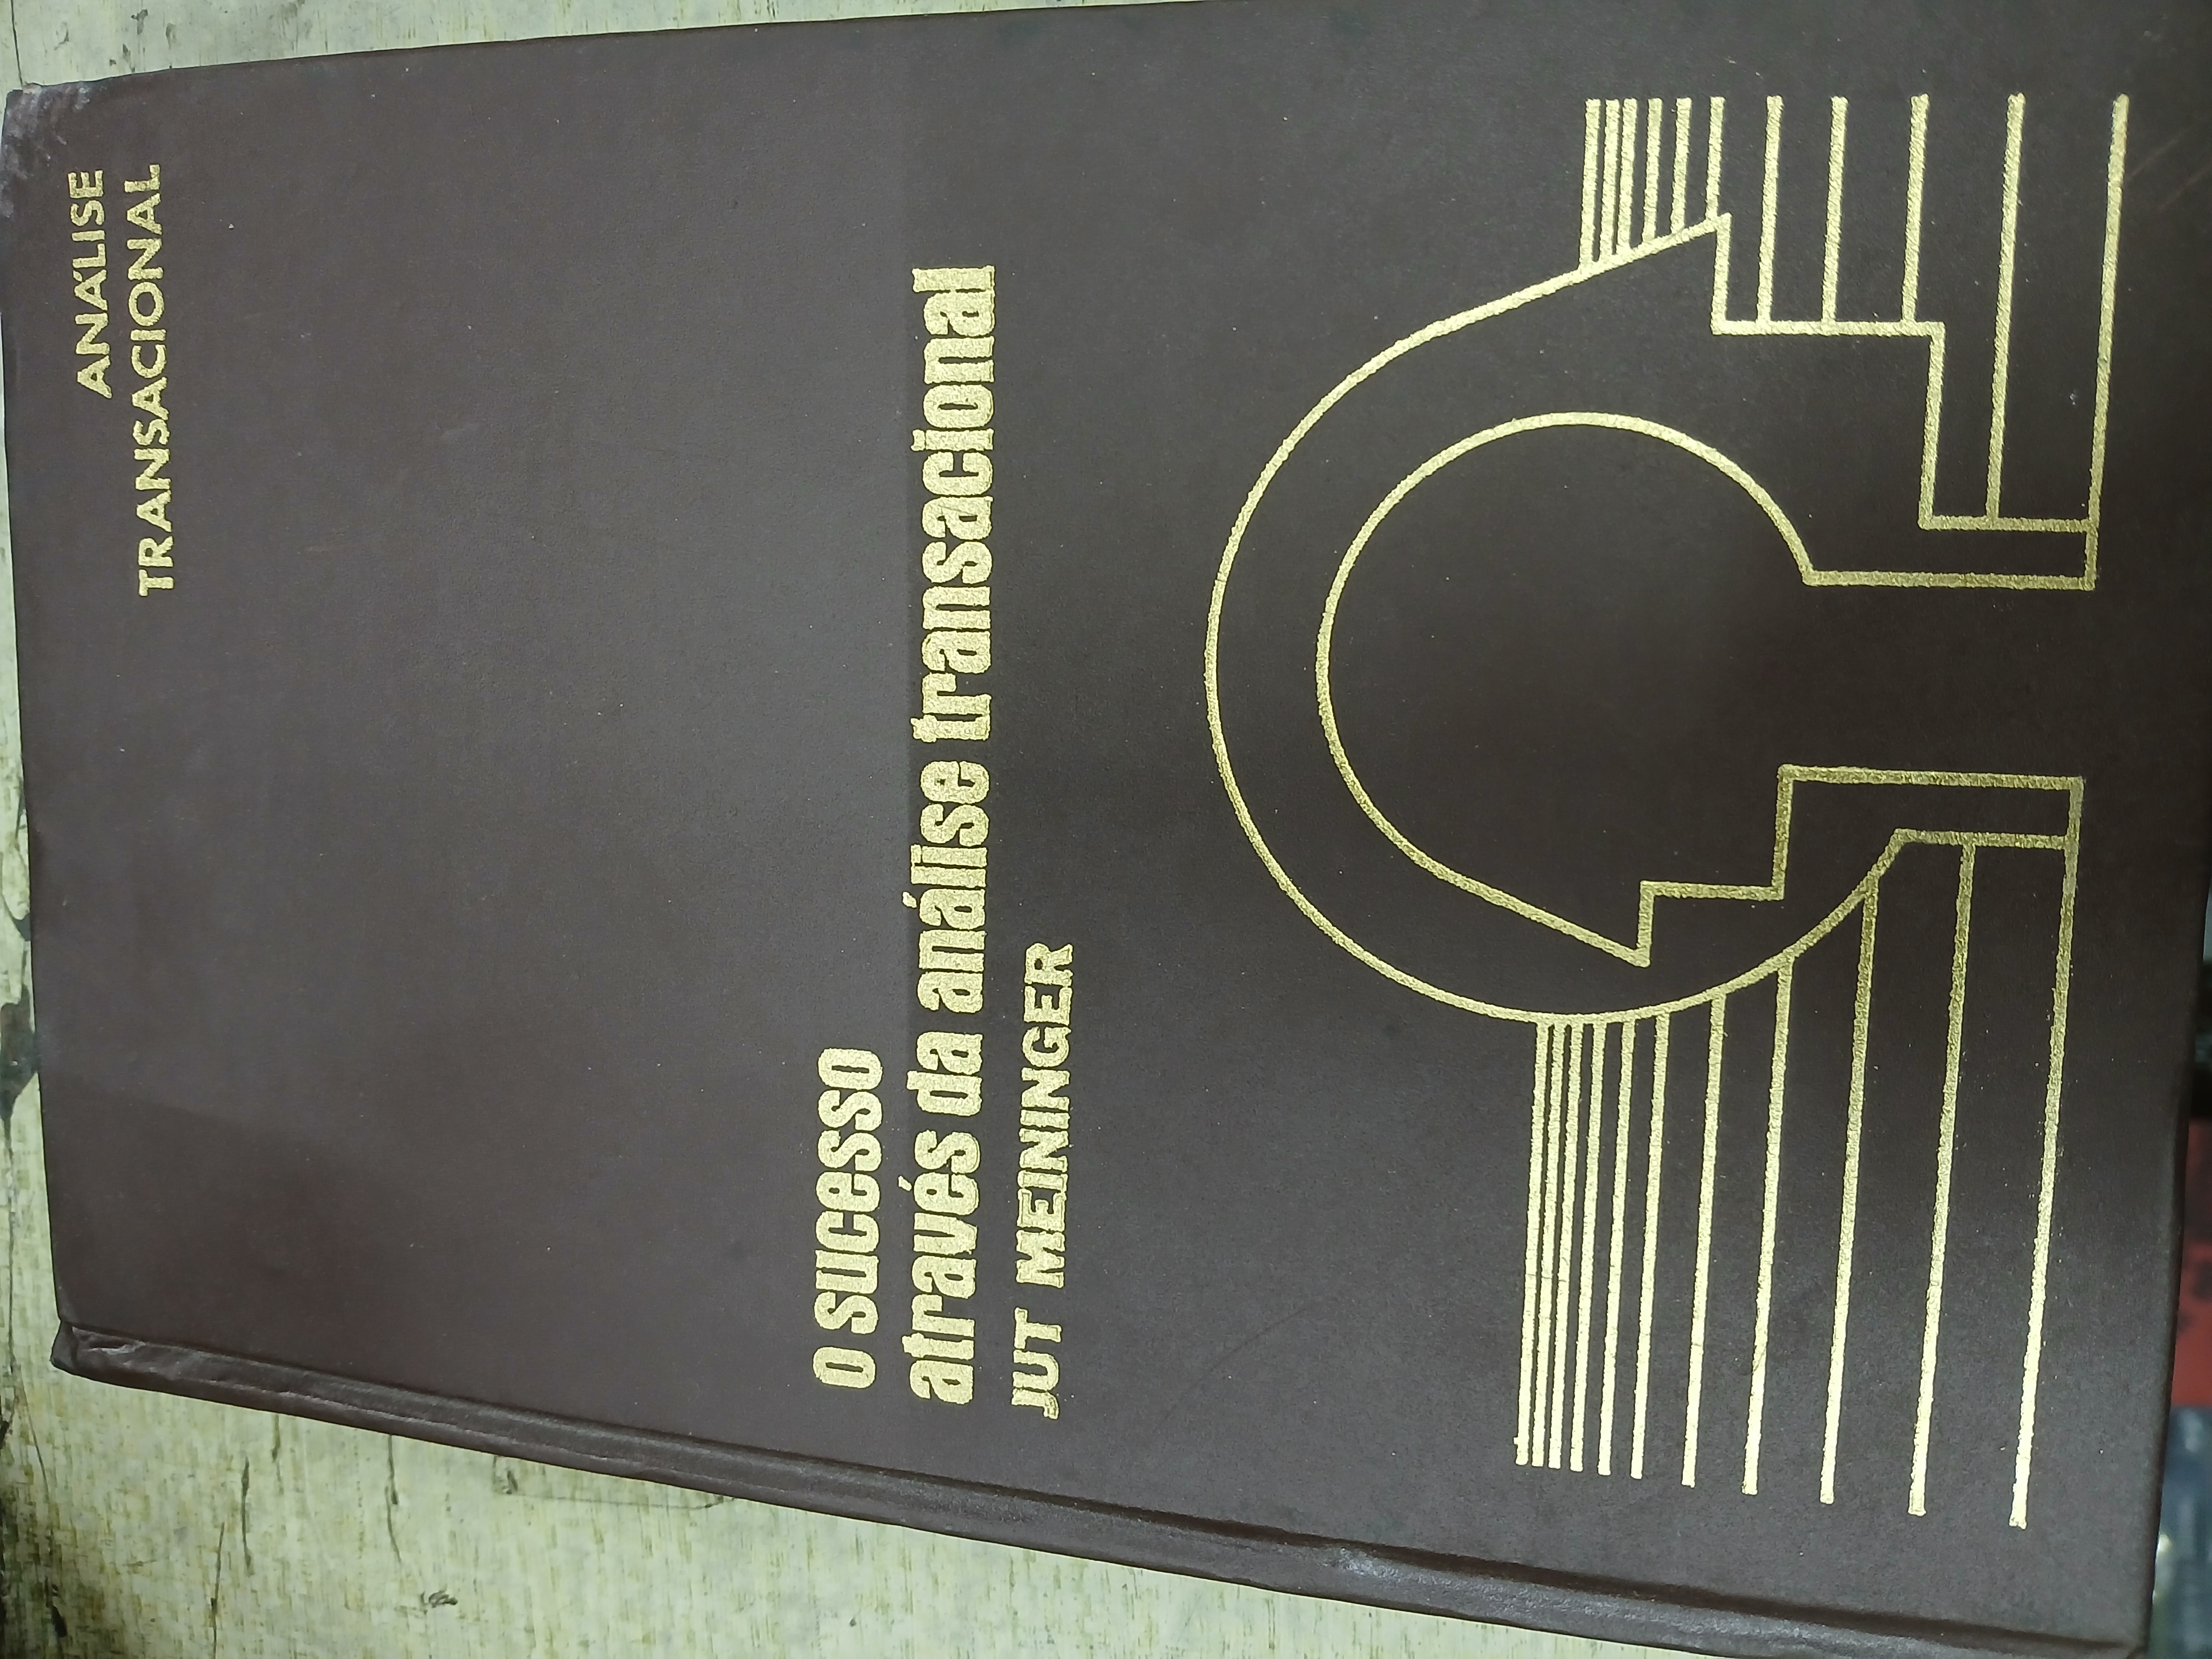 ANÁLISE
TRANSACIONAL
o sucesso
através da análise transacional
JUT MEININGER